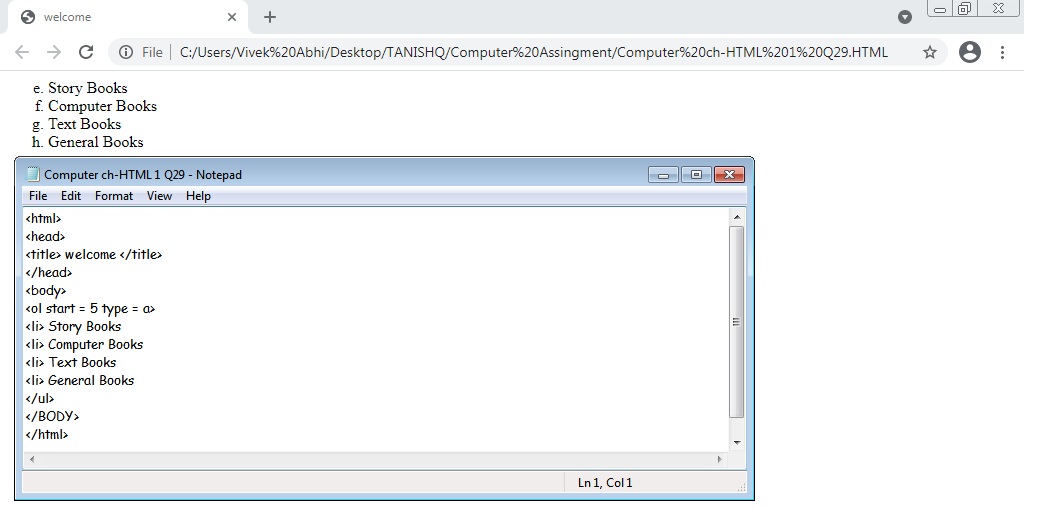 welcome
File C:/Users/Vivek%20Abhi/Desktop/TANISHQ/Computer%20Assingment/Computer%20ch-HTML%201%20Q29.HTML
e. Story Books
f. Computer Books
g. Text Books
h. General Books
Computer ch-HTML 1 Q29 - Notepad
File Edit Format View Help
<html>
<head>
<title> welcome </title>
</head>
<body>
<ol start = 5 type = a>
<li> Story Books
<li> Computer Books
<li> Text Books
<li> General Books
</ul>
</BODY>
</html>
Ln 1, Col 1